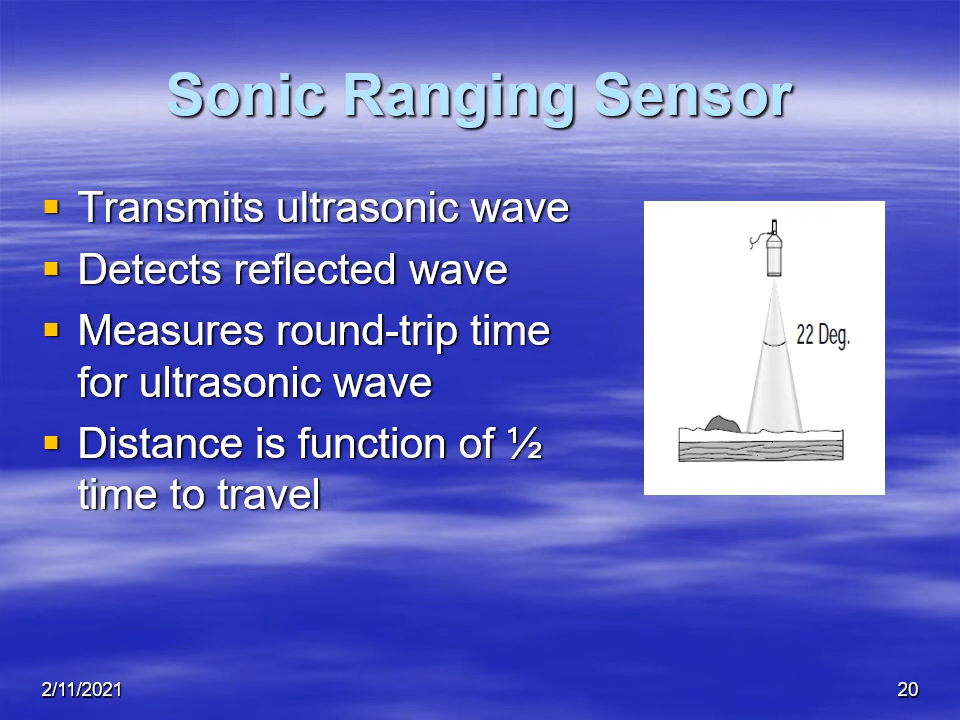 Sonic Ranging Sensor
▪ Transmits ultrasonic wave
▪ Detects reflected wave
▪ Measures round-trip time
for ultrasonic wave
▪ Distance is function of ½
time to travel
22 Deg.
2/11/2021
20